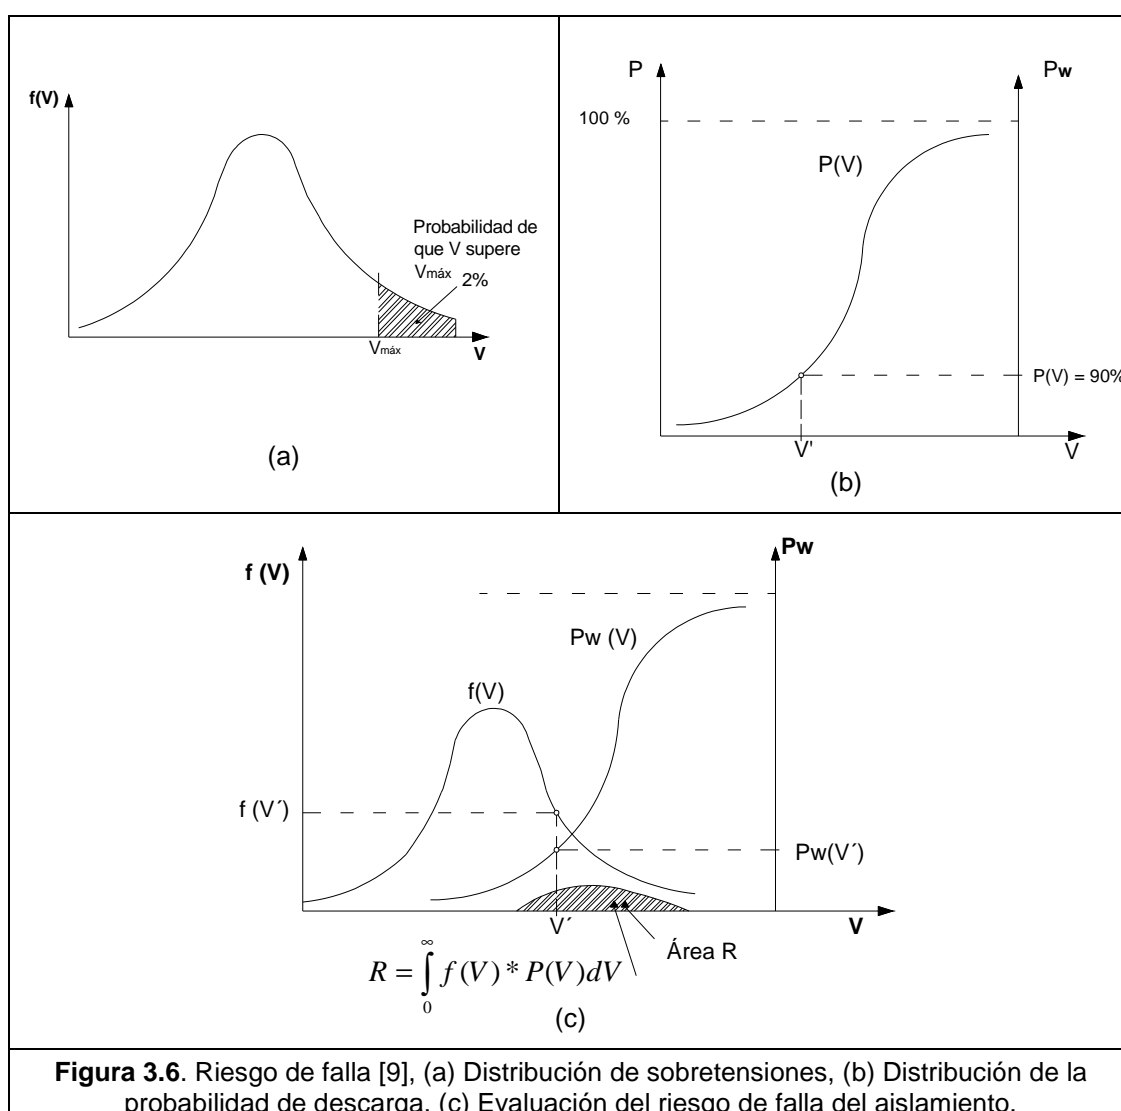 f(V)
Probabilidad de
que V supere
Vmáx 2%
Vmáx
V
(a)
P
Pw
100 %
P(V)
P(V) = 90%
V'
V
(b)
f (V)
Pw
Pw (V)
f(V)
f (V´)
Pw(V´)
V´
V
Área R
R = ∫₀^∞ f(V) * P(V)dV
(c)
Figura 3.6. Riesgo de falla [9], (a) Distribución de sobretensiones, (b) Distribución de la
probabilidad de descarga, (c) Evaluación del riesgo de falla del aislamiento.